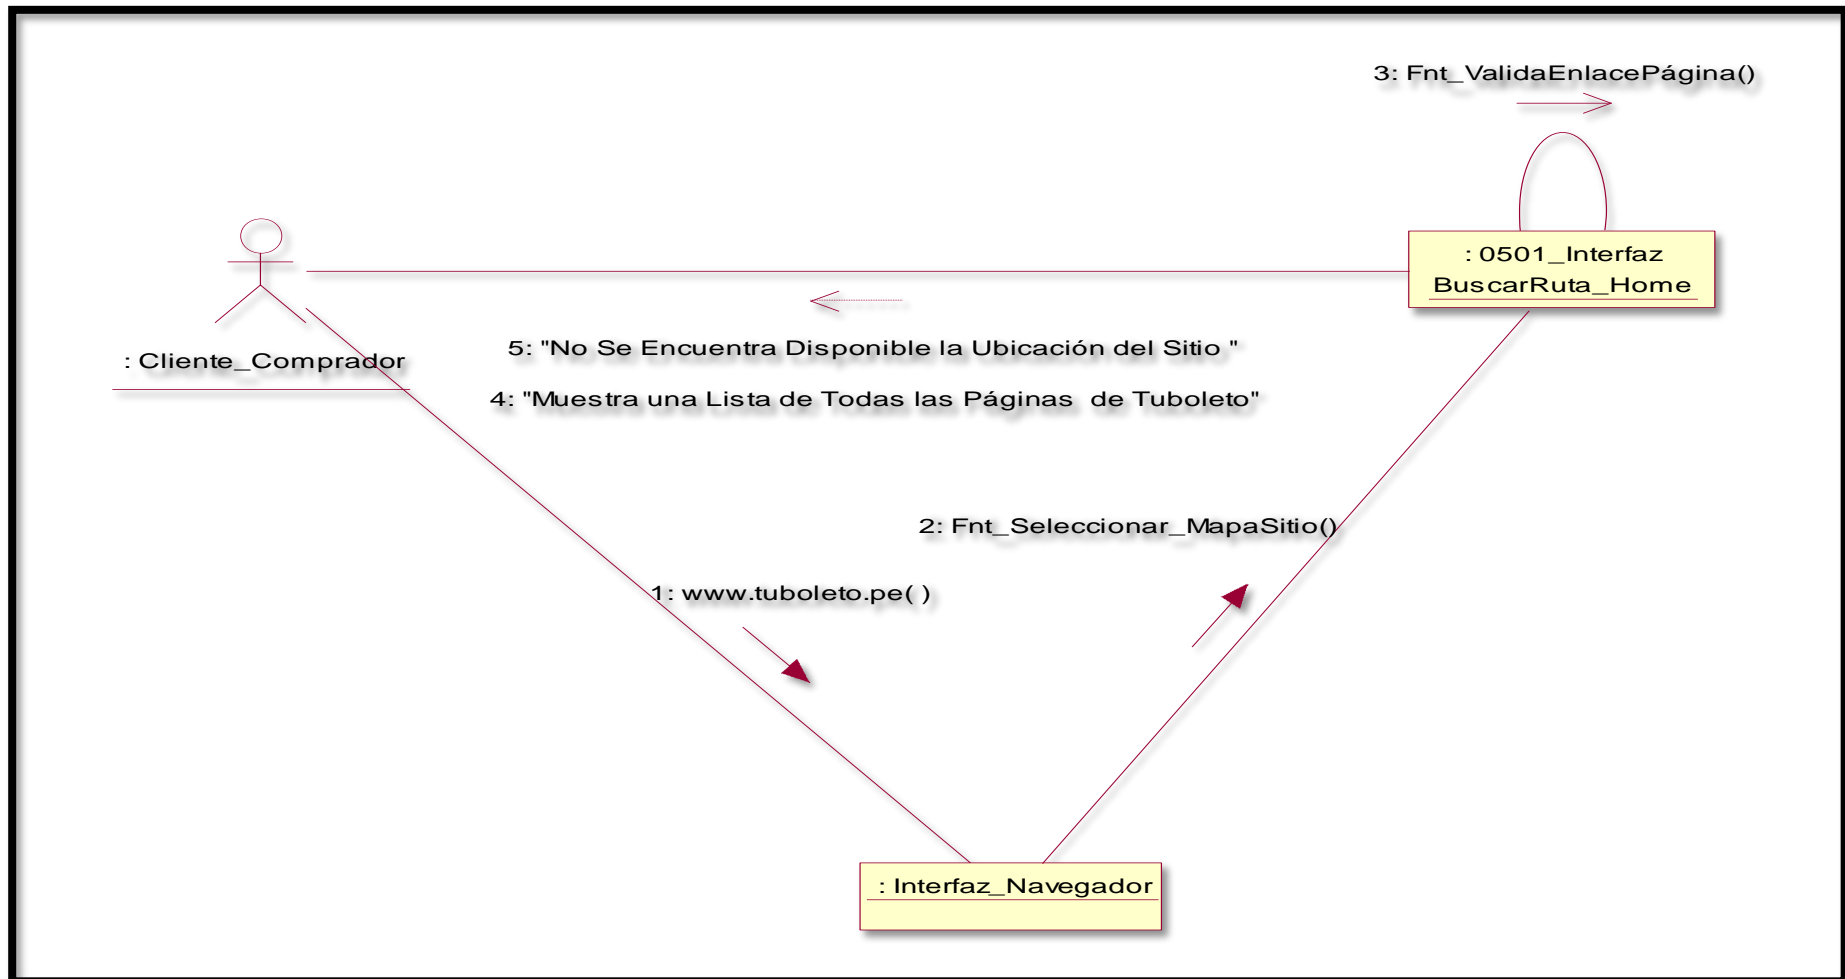 3: Fnt_ValidaEnlacePágina()
: 0501_Interfaz
BuscarRuta_Home
: Cliente_Comprador
5: "No Se Encuentra Disponible la Ubicación del Sitio "
4: "Muestra una Lista de Todas las Páginas  de Tuboleto"
2: Fnt_Seleccionar_MapaSitio()
1: www.tuboleto.pe( )
: Interfaz_Navegador